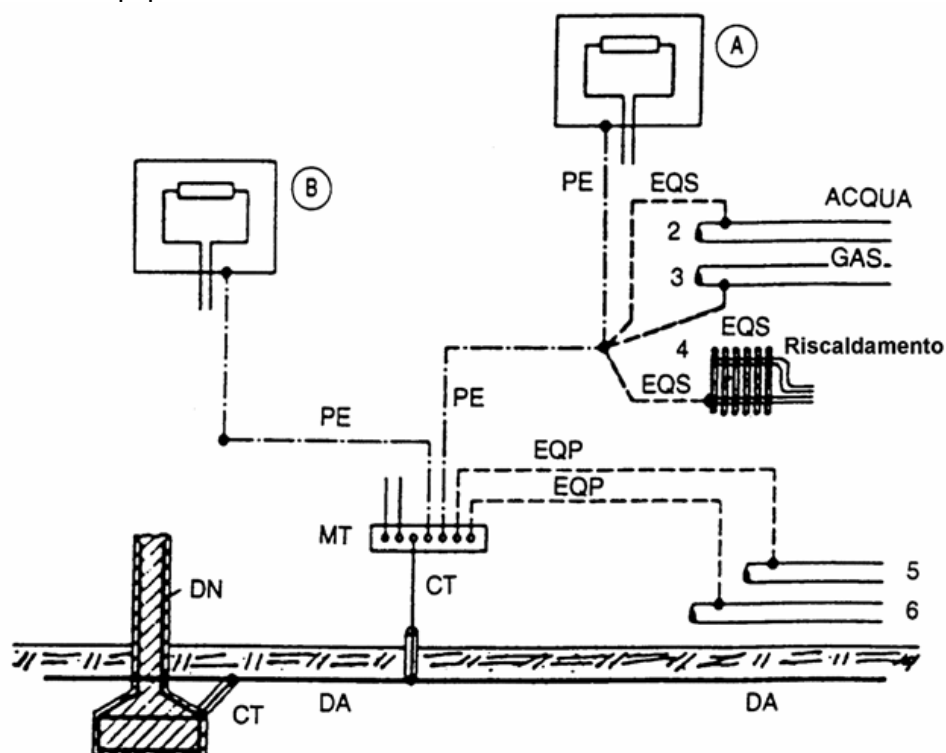 A
B
PE
EQS
ACQUA
2
GAS
3
EQS
4
Riscaldamento
EQS
PE
PE
EQP
EQP
MT
CT
5
6
DN
CT
DA
DA